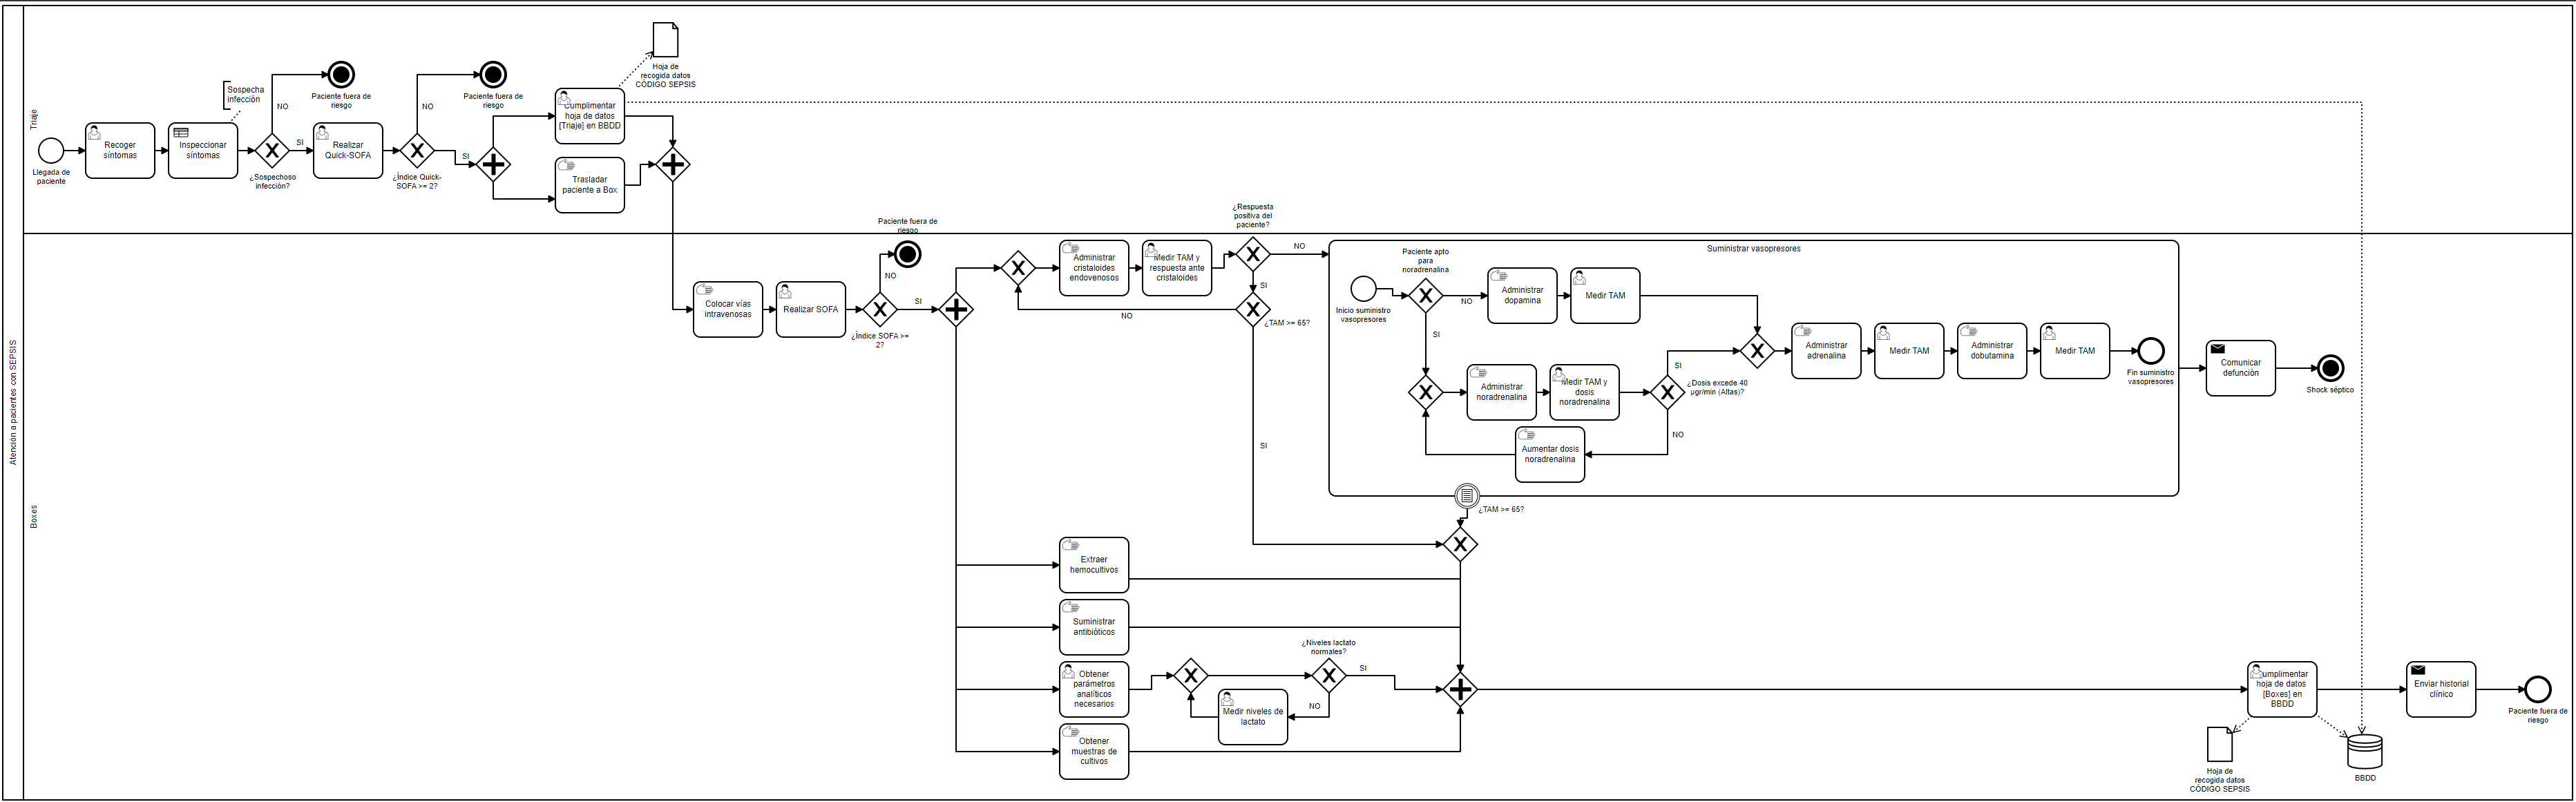 Atención a pacientes con SEPSIS
Triaje
Llegada de
paciente
Recoger
síntomas
Inspeccionar
síntomas
Sospecha
infección
¿Sospechoso
infección?
NO
SI
Paciente fuera de
riesgo
Realizar
Quick-SOFA
¿Índice Quick-
SOFA >= 2?
NO
SI
Paciente fuera de
riesgo
Cumplimentar
hoja de datos
[Triaje] en BBDD
Trasladar
paciente a Box
Hoja de
recogida datos
CÓDIGO SEPSIS
Boxes
Colocar vías
intravenosas
Realizar SOFA
¿Índice SOFA >=
2?
NO
SI
Paciente fuera de
riesgo
Administrar
cristaloides
endovenosos
Medir TAM y
respuesta ante
cristaloides
¿Respuesta
positiva del
paciente?
NO
SI
¿TAM >= 65?
NO
SI
Suministrar vasopresores
Inicio suministro
vasopresores
Paciente apto
para
noradrenalina
NO
SI
Administrar
dopamina
Medir TAM
Administrar
noradrenalina
Medir TAM y
dosis
noradrenalina
¿Dosis excede 40
µgr/min (Altas)?
SI
NO
Aumentar dosis
noradrenalina
Administrar
adrenalina
Medir TAM
Administrar
dobutamina
Medir TAM
Fin suministro
vasopresores
¿TAM >= 65?
Comunicar
defunción
Shock séptico
Extraer
hemocultivos
Suministrar
antibióticos
Obtener
parámetros
analíticos
necesarios
Obtener
muestras de
cultivos
¿Niveles lactato
normales?
SI
NO
Medir niveles de
lactato
Cumplimentar
hoja de datos
[Boxes] en
BBDD
Hoja de
recogida datos
CÓDIGO SEPSIS
BBDD
Enviar historial
clínico
Paciente fuera de
riesgo